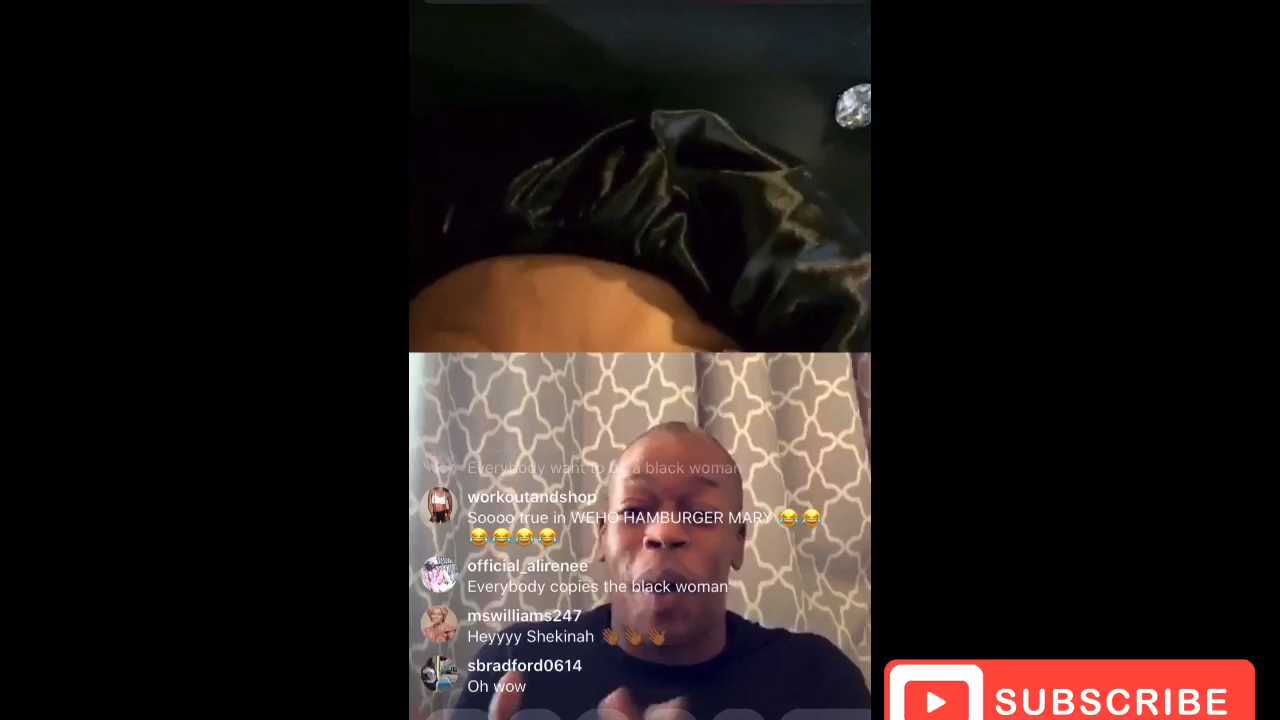 Everybody want to be a black woman
workoutandshop
Soooo true in WEHO HAMBURGER MARY 😂😂
😂😂😂😂
official_alirenee
Everybody copies the black woman
mswilliams247
Heyyyy Shekinah 👋🏾👋🏾👋🏾
sbradford0614
Oh wow
SUBSCRIBE